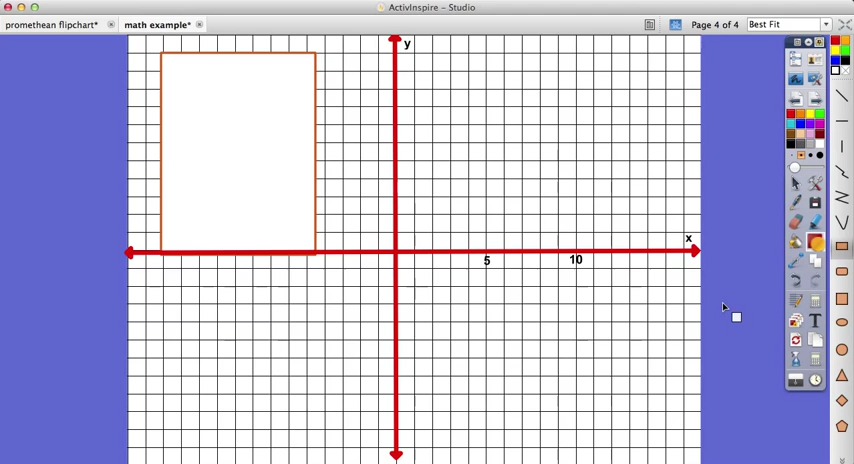 ActivInspire – Studio
promethean flipchart*
math example*
Page 4 of 4
Best Fit
y
x
5
10
T